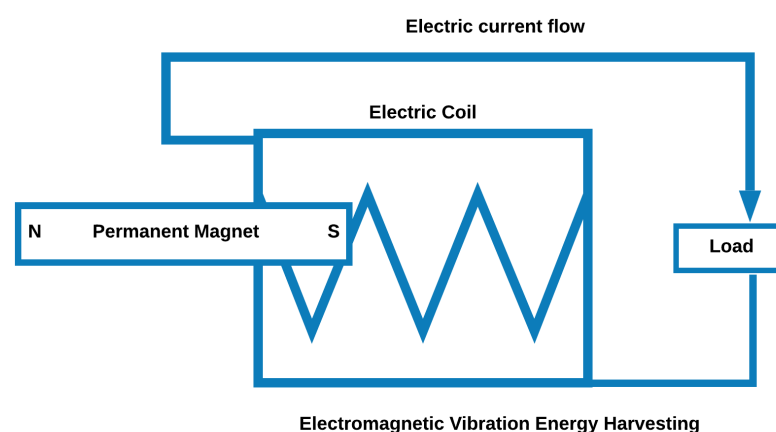 Electric current flow
Electric Coil
N Permanent Magnet S
Load
Electromagnetic Vibration Energy Harvesting